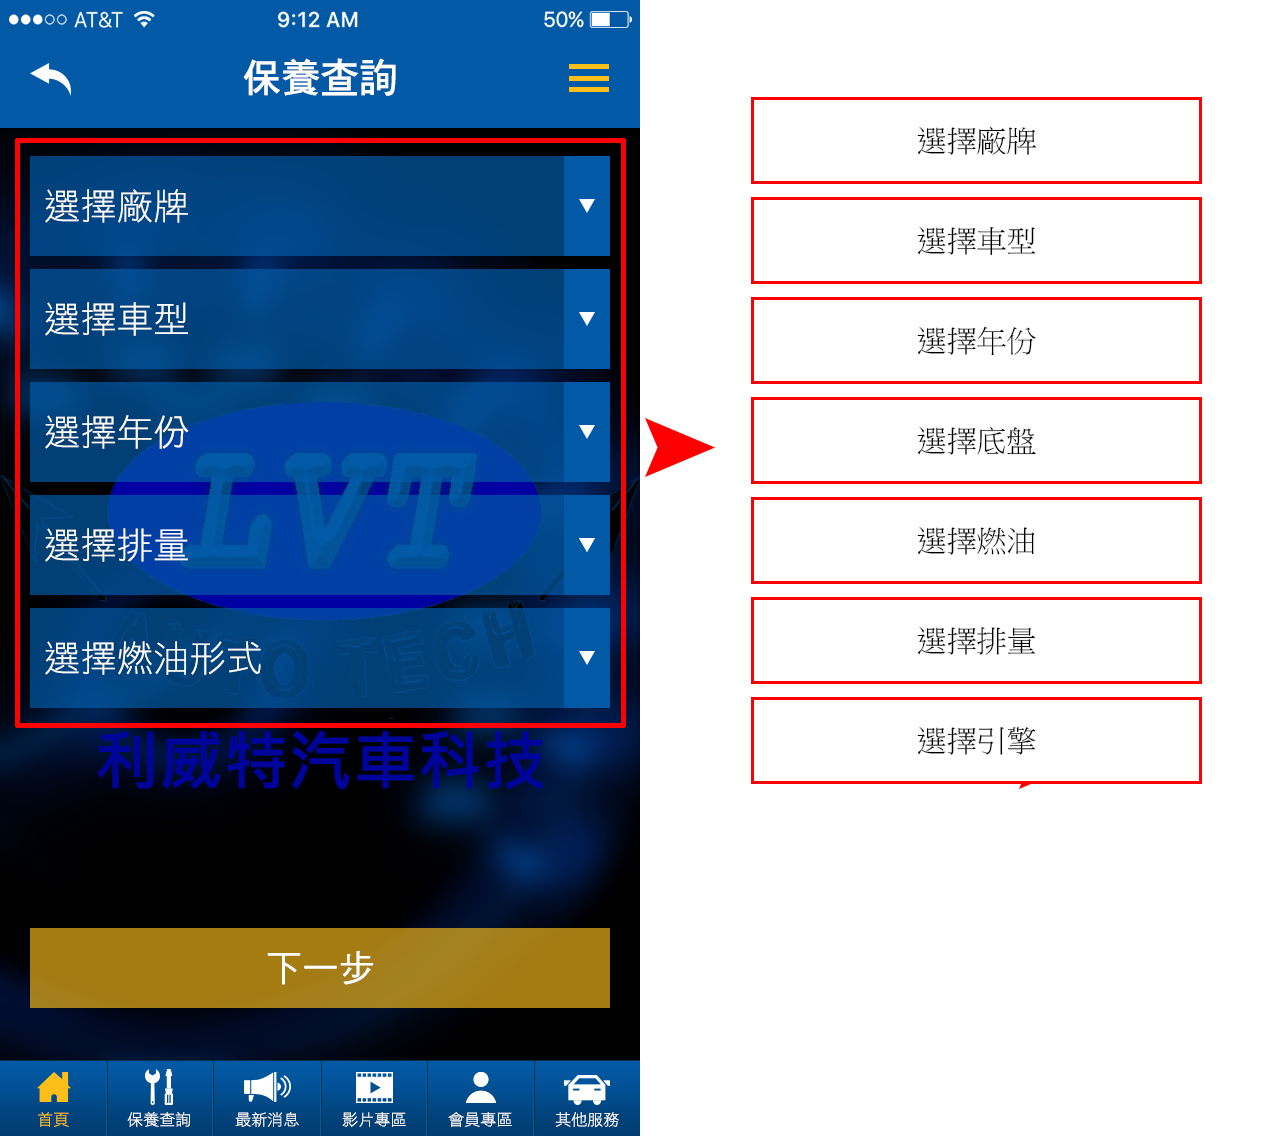 AT&T 9:12 AM 50%
保養查詢
選擇廠牌
選擇車型
選擇年份
選擇排量
選擇燃油形式
LVT
AUTO TECH
利威特汽車科技
下一步
首頁 保養查詢 最新消息 影片專區 會員專區 其他服務
選擇廠牌
選擇車型
選擇年份
選擇底盤
選擇燃油
選擇排量
選擇引擎